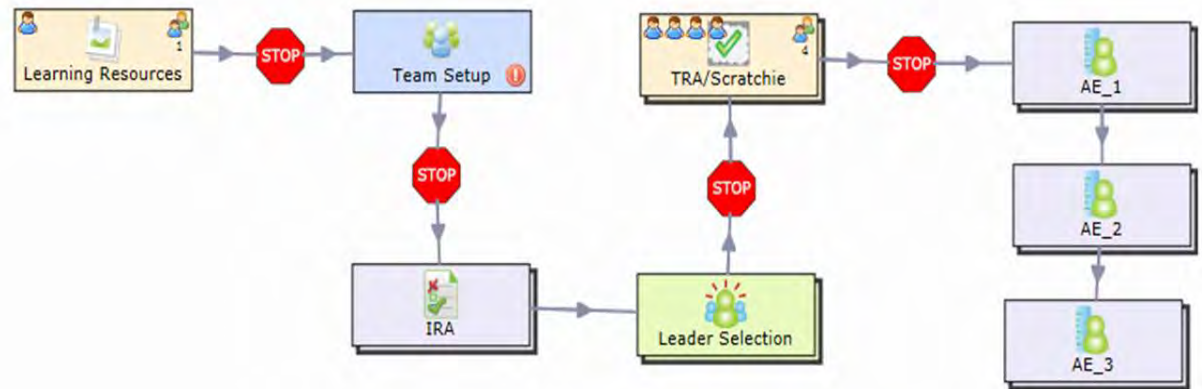 1
Learning Resources
STOP
Team Setup
STOP
IRA
Leader Selection
STOP
4
TRA/Scratchie
STOP
AE_1
AE_2
AE_3